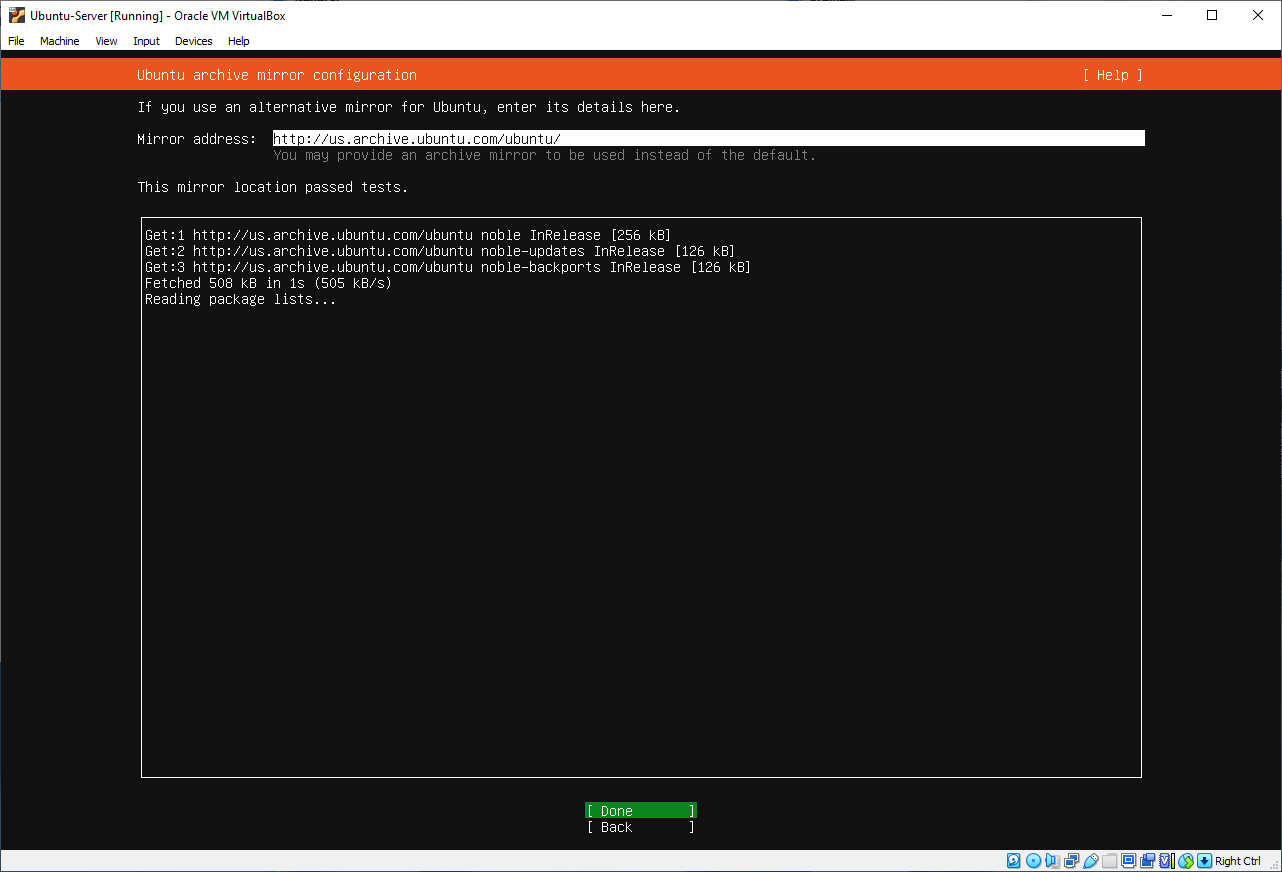 Ubuntu-Server [Running] - Oracle VM VirtualBox
File Machine View Input Devices Help
Ubuntu archive mirror configuration [ Help ]
If you use an alternative mirror for Ubuntu, enter its details here.
Mirror address: http://us.archive.ubuntu.com/ubuntu/
You may provide an archive mirror to be used instead of the default.
This mirror location passed tests.
Get:1 http://us.archive.ubuntu.com/ubuntu noble InRelease [256 kB]
Get:2 http://us.archive.ubuntu.com/ubuntu noble-updates InRelease [126 kB]
Get:3 http://us.archive.ubuntu.com/ubuntu noble-backports InRelease [126 kB]
Fetched 508 kB in 1s (505 kB/s)
Reading package lists...
[ Done ]
[ Back ]
Right Ctrl